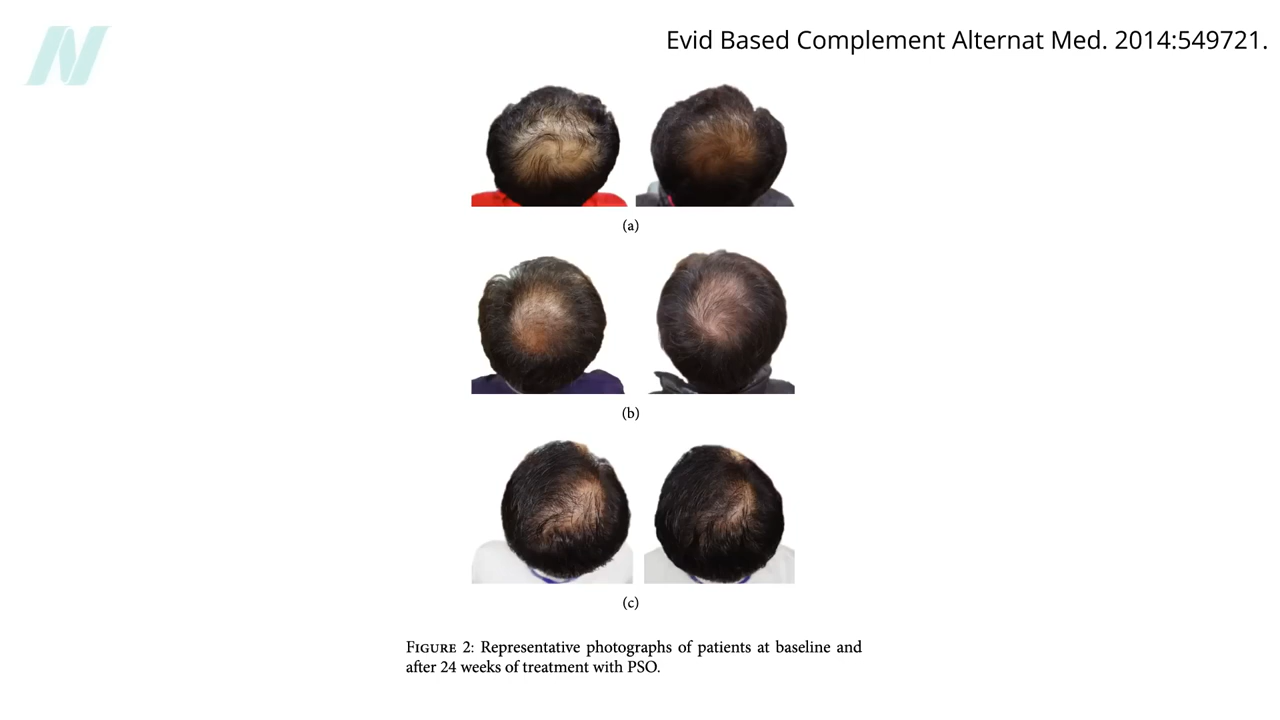 Evid Based Complement Alternat Med. 2014:549721.
(a)
(b)
(c)
FIGURE 2: Representative photographs of patients at baseline and
after 24 weeks of treatment with PSO.